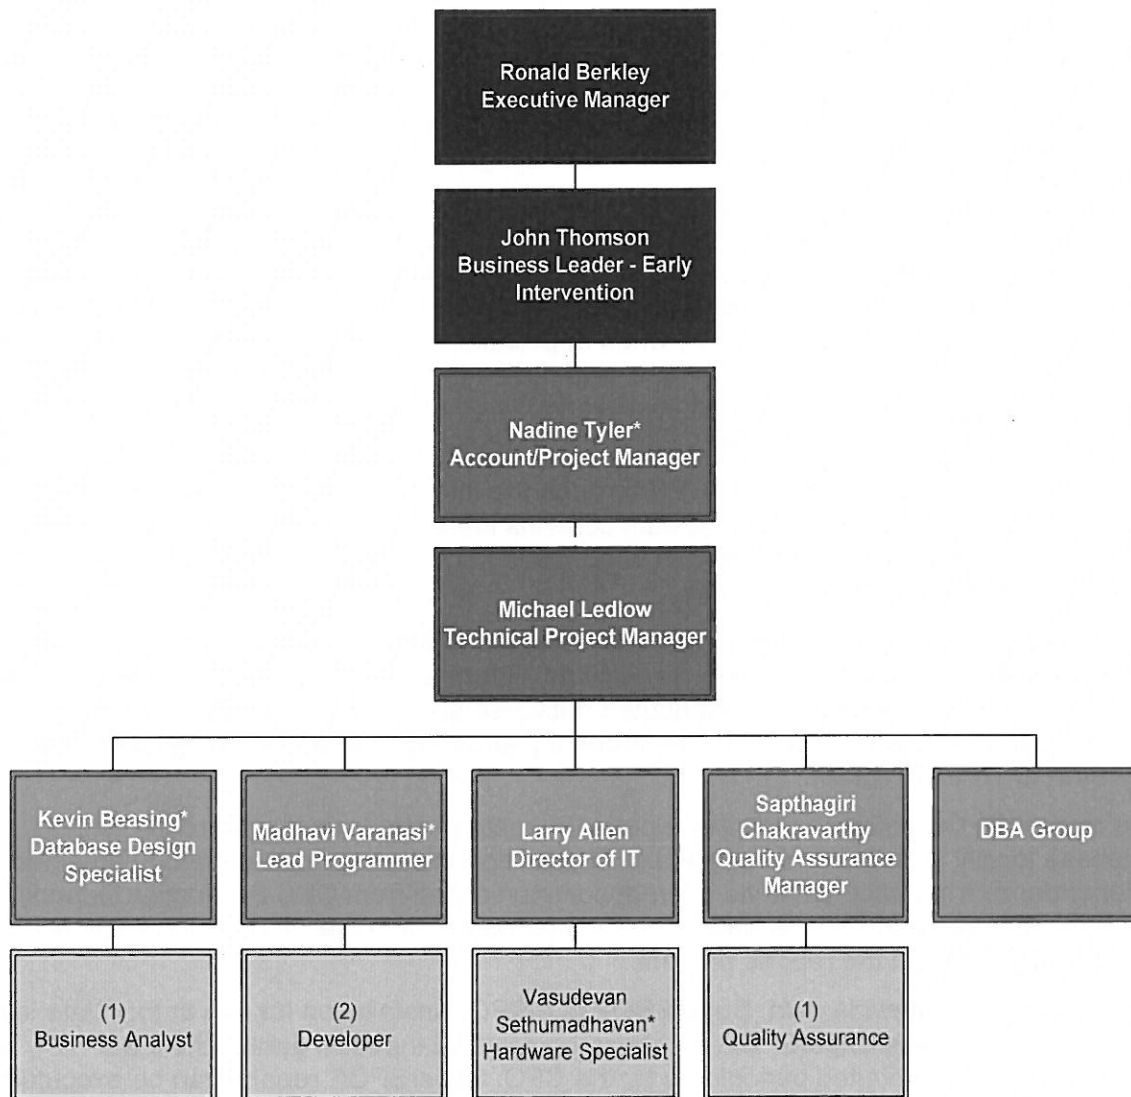 Ronald Berkley
Executive Manager
John Thomson
Business Leader - Early
Intervention
Nadine Tyler*
Account/Project Manager
Michael Ledlow
Technical Project Manager
Kevin Beasing*
Database Design
Specialist
Madhavi Varanasi*
Lead Programmer
Larry Allen
Director of IT
Sapthagiri
Chakravarthy
Quality Assurance
Manager
DBA Group
(1)
Business Analyst
(2)
Developer
Vasudevan
Sethumadhavan*
Hardware Specialist
(1)
Quality Assurance